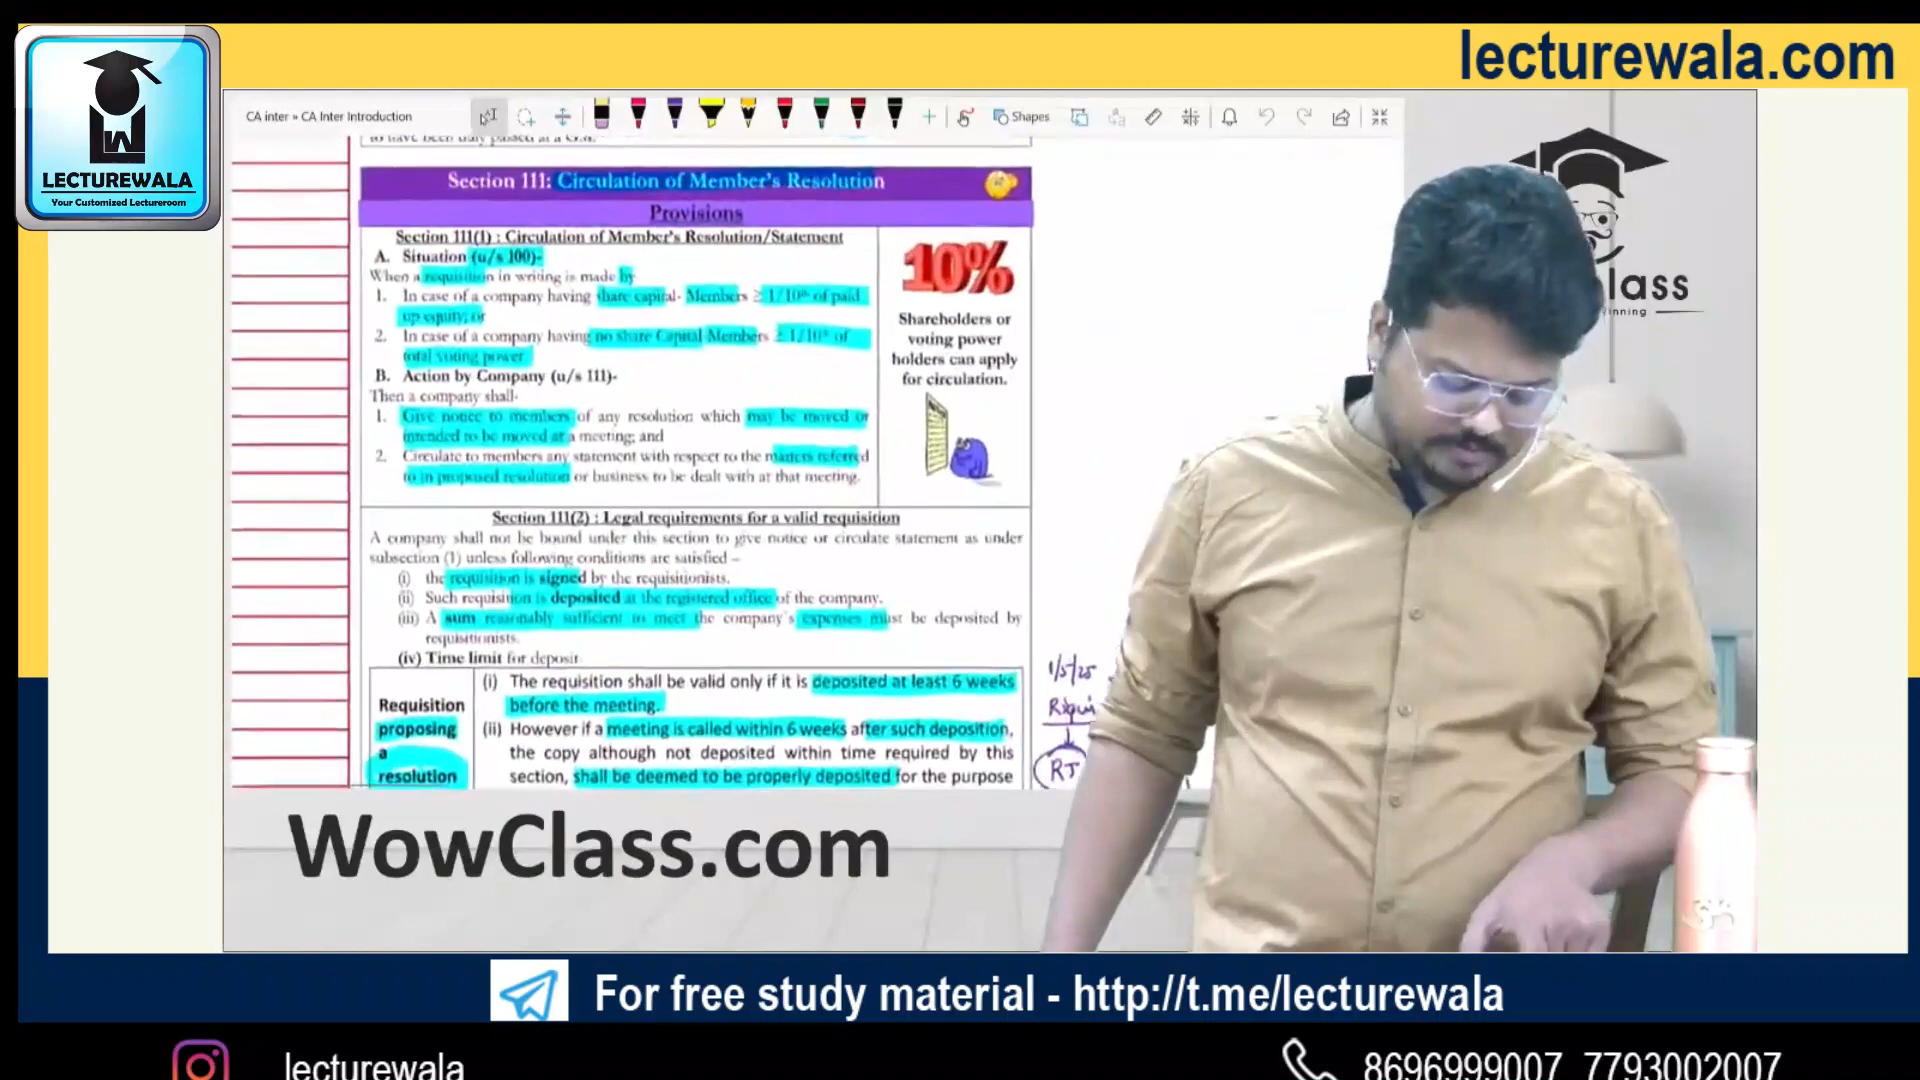 lecturewala.com
LW
LECTUREWALA
Your Customized Lectureroom
CA inter » CA Inter Introduction
Shapes
to have been duly passed at a G.M.
Section 111: Circulation of Member's Resolution
Provisions
Section 111(1) : Circulation of Member's Resolution/Statement
A. Situation (u/s 100)-
When a requisition in writing is made by
1. In case of a company having share capital- Members ≥ 1/10th of paid
up equity; or
2. In case of a company having no share Capital-Members ≥ 1/10th of
total voting power
B. Action by Company (u/s 111)-
Then a company shall-
1. Give notice to members of any resolution which may be moved or
intended to be moved at a meeting; and
2. Circulate to members any statement with respect to the matters referred
to in proposed resolution or business to be dealt with at that meeting.
10%
Shareholders or
voting power
holders can apply
for circulation.
Section 111(2) : Legal requirements for a valid requisition
A company shall not be bound under this section to give notice or circulate statement as under
subsection (1) unless following conditions are satisfied –
(i) the requisition is signed by the requisitionists.
(ii) Such requisition is deposited at the registered office of the company.
(iii) A sum reasonably sufficient to meet the company's expenses must be deposited by
requisitionists.
(iv) Time limit for deposit
Requisition
proposing
a
resolution
(i) The requisition shall be valid only if it is deposited at least 6 weeks
before the meeting.
(ii) However if a meeting is called within 6 weeks after such deposition,
the copy although not deposited within time required by this
section, shall be deemed to be properly deposited for the purpose
1/5/25
Requi
lass
inning
WowClass.com
For free study material - http://t.me/lecturewala
lecturewala
8696999007, 7793002007